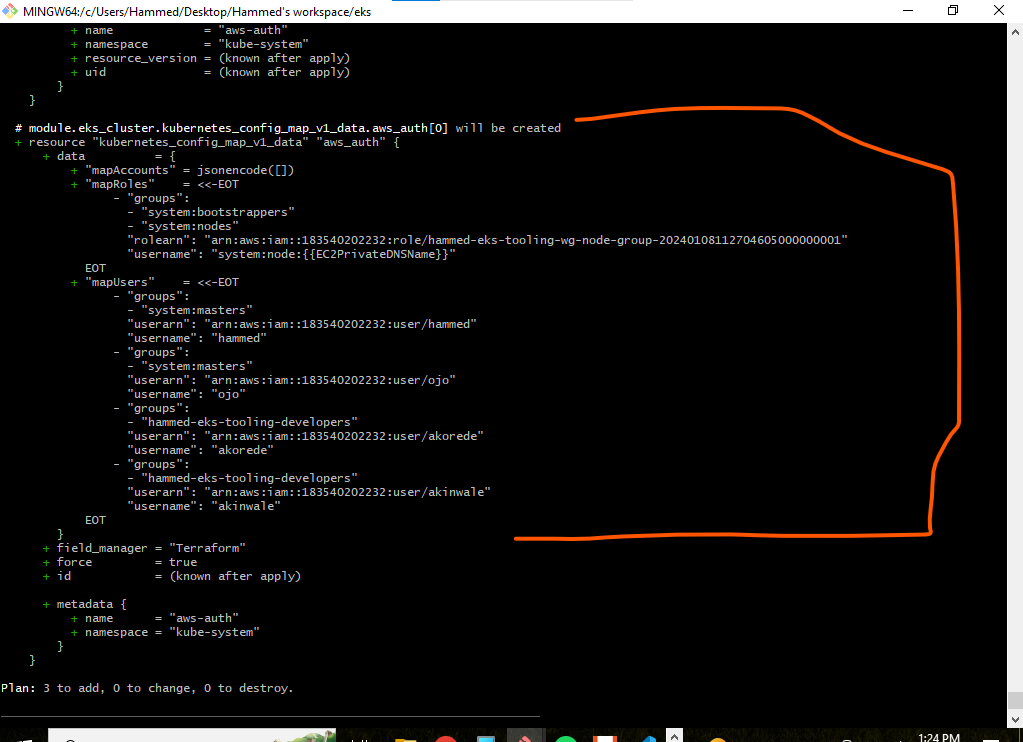 MINGW64:/c/Users/Hammed/Desktop/Hammed's workspace/eks
+ name = "aws-auth"
+ namespace = "kube-system"
+ resource_version = (known after apply)
+ uid = (known after apply)
}
}
# module.eks_cluster.kubernetes_config_map_v1_data.aws_auth[0] will be created
+ resource "kubernetes_config_map_v1_data" "aws_auth" {
+ data = {
+ "mapAccounts" = jsonencode([])
+ "mapRoles" = <<-EOT
- "groups":
- "system:bootstrappers"
- "system:nodes"
"rolearn": "arn:aws:iam::183540202232:role/hammed-eks-tooling-wg-node-group-20240108112704605000000001"
"username": "system:node:{{EC2PrivateDNSName}}"
EOT
+ "mapUsers" = <<-EOT
- "groups":
- "system:masters"
"userarn": "arn:aws:iam::183540202232:user/hammed"
"username": "hammed"
- "groups":
- "system:masters"
"userarn": "arn:aws:iam::183540202232:user/ojo"
"username": "ojo"
- "groups":
- "hammed-eks-tooling-developers"
"userarn": "arn:aws:iam::183540202232:user/akorede"
"username": "akorede"
- "groups":
- "hammed-eks-tooling-developers"
"userarn": "arn:aws:iam::183540202232:user/akinwale"
"username": "akinwale"
EOT
}
+ field_manager = "Terraform"
+ force = true
+ id = (known after apply)
+ metadata {
+ name = "aws-auth"
+ namespace = "kube-system"
}
}
Plan: 3 to add, 0 to change, 0 to destroy.
1:24 PM